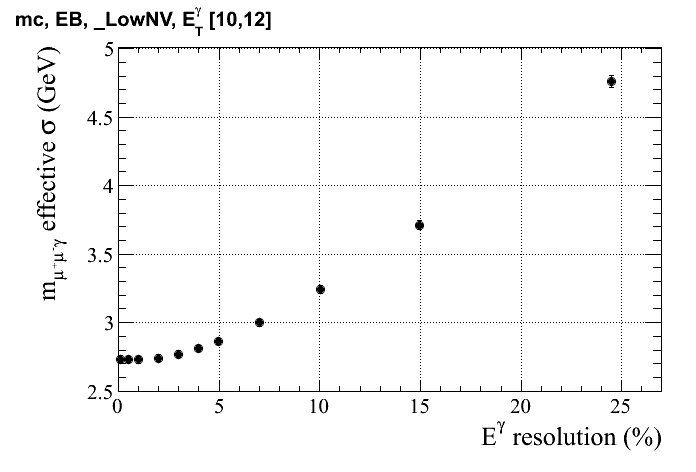 mc, EB, _LowNV, E_T^γ [10,12]
m_{μ⁺μ⁻γ} effective σ (GeV)
5
4.5
4
3.5
3
2.5
0 5 10 15 20 25
E^γ resolution (%)